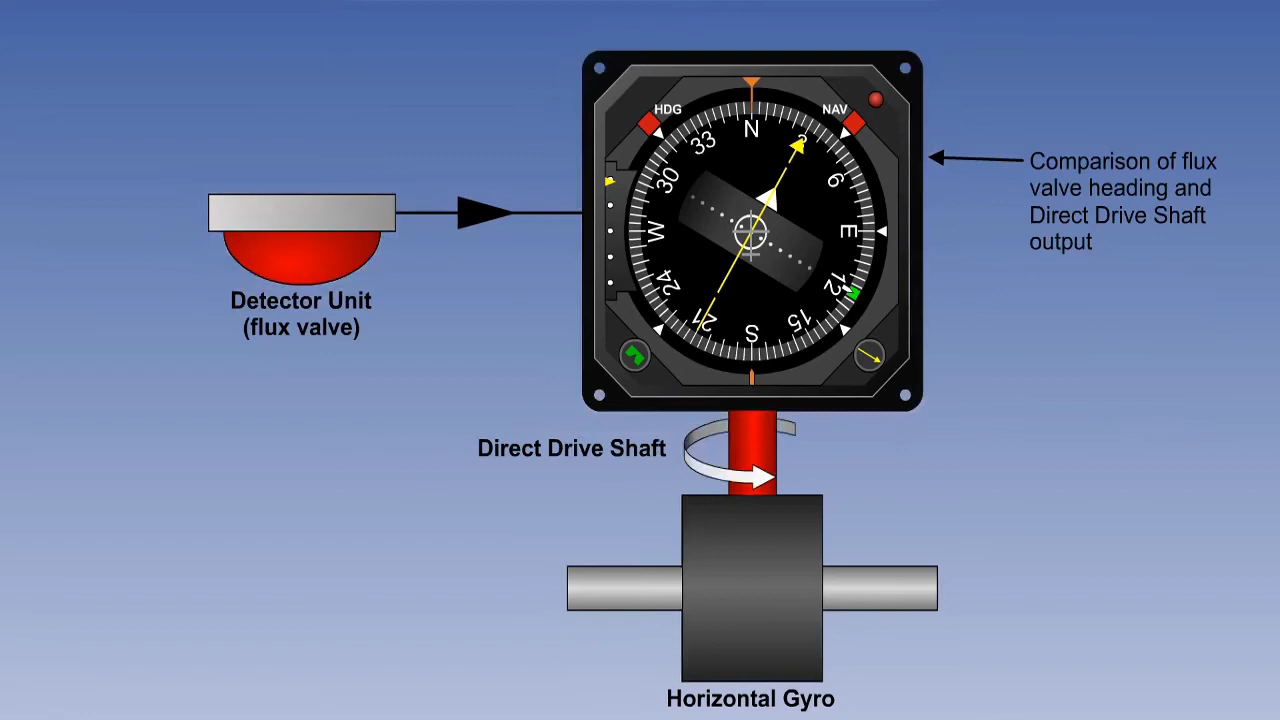 HDG
NAV
N
3
33
30
6
W
E
24
12
21
15
S
Comparison of flux
valve heading and
Direct Drive Shaft
output
Detector Unit
(flux valve)
Direct Drive Shaft
Horizontal Gyro